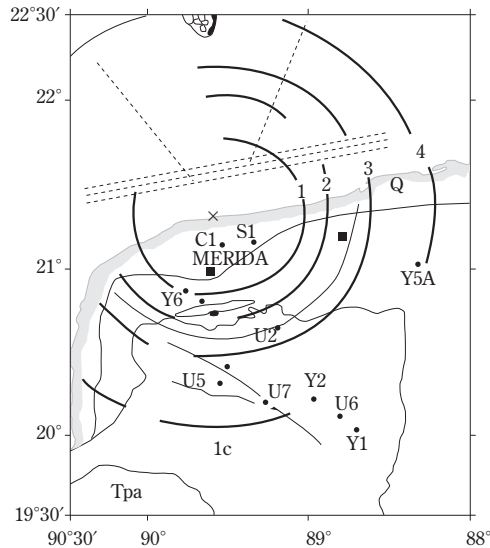 22°30'
22°
4
3
2
1
Q
S1
C1
MERIDA
21°
Y5A
Y6
U2
U5
Y2
U7
U6
Y1
20°
1c
Tpa
19°30'
90°30' 90° 89° 88°